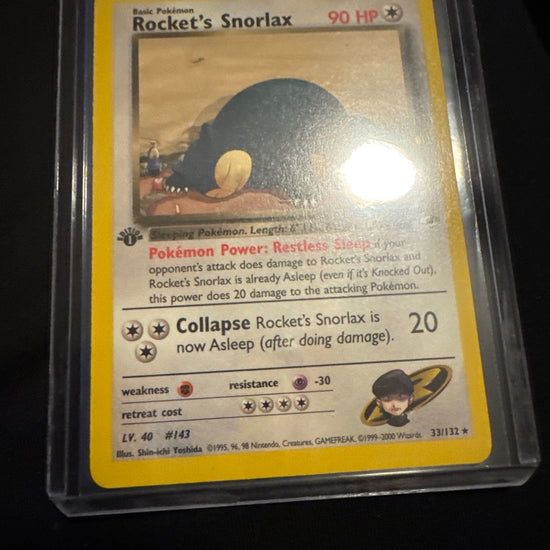 Basic Pokémon
Rocket's Snorlax 90 HP
EDITION 1
Sleeping Pokémon. Length: 6'
Pokémon Power: Restless Sleep If your
opponent's attack does damage to Rocket's Snorlax and
Rocket's Snorlax is already Asleep (even if it's Knocked Out),
this power does 20 damage to the attacking Pokémon.
Collapse Rocket's Snorlax is 20
now Asleep (after doing damage).
weakness resistance -30
retreat cost
LV. 40 #143
Illus. Shin-ichi Yoshida ©1995, 96, 98 Nintendo, Creatures, GAMEFREAK. ©1999-2000 Wizards. 33/132 ★